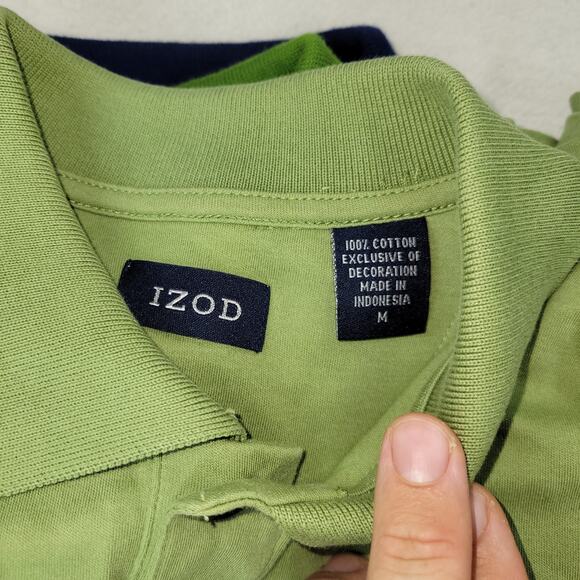 IZOD
100% COTTON
EXCLUSIVE OF
DECORATION
MADE IN
INDONESIA
M